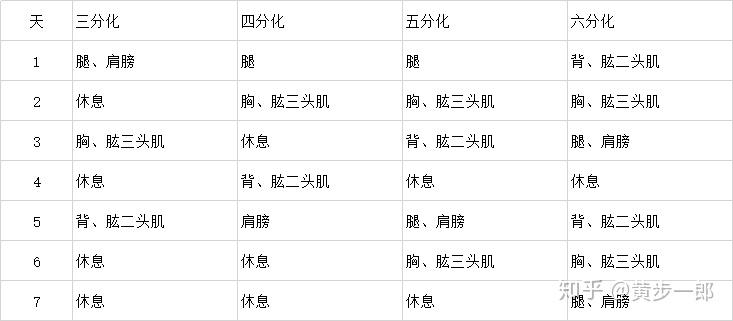 天 三分化 四分化 五分化 六分化
1 腿、肩膀 腿 腿 背、肱二头肌
2 休息 胸、肱三头肌 胸、肱三头肌 胸、肱三头肌
3 胸、肱三头肌 休息 背、肱二头肌 腿、肩膀
4 休息 背、肱二头肌 休息 休息
5 背、肱二头肌 肩膀 腿、肩膀 背、肱二头肌
6 休息 休息 胸、肱三头肌 胸、肱三头肌
7 休息 休息 休息 腿、肩膀
知乎 @黄步一郎